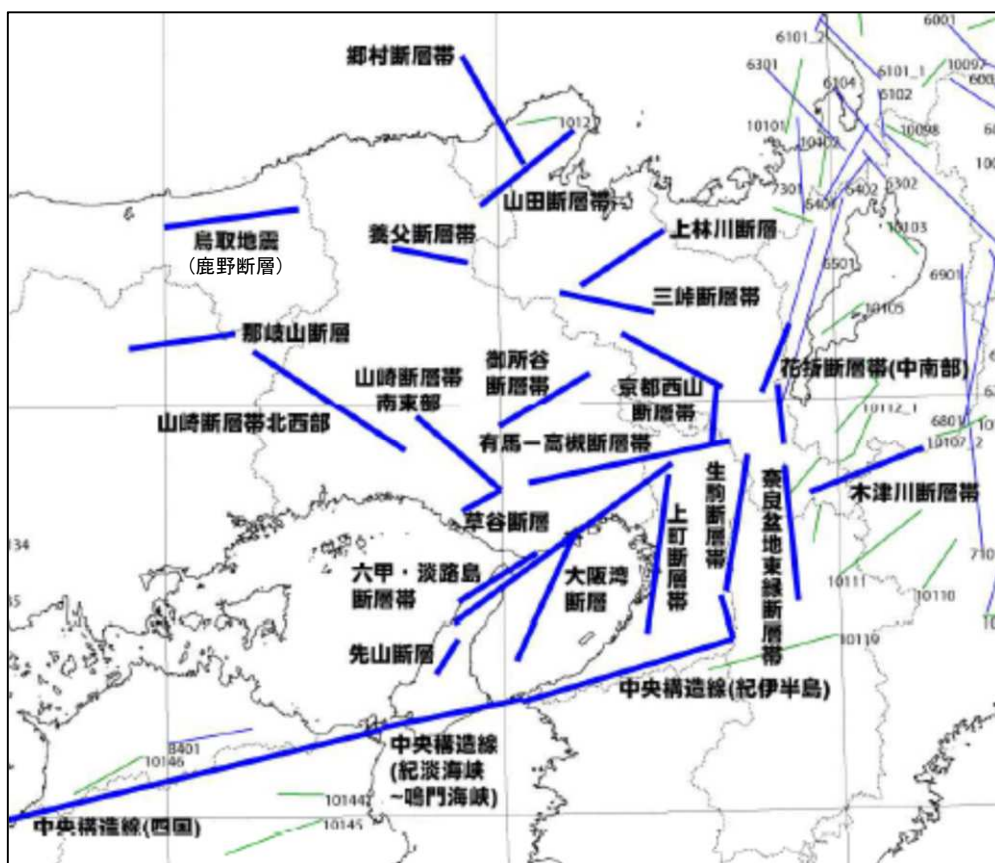 6001
6101_2
郷村断層帯
6301
10097
6101_1
6104
6102
10127
10101
10098
10102
山田断層帯
7301
6402
6302
6401
鳥取地震
(鹿野断層)
養父断層帯
上林川断層
10103
6501
6901
三峠断層帯
10105
那岐山断層
御所谷
断層帯
山崎断層帯
南東部
京都西山
断層帯
花折断層帯(中南部)
山崎断層帯北西部
10112_1
6801
有馬ー高槻断層帯
木津川断層帯
生駒断層帯
奈良盆地東縁断層帯
上町断層帯
草谷断層
六甲・淡路島
断層帯
大阪湾
断層
10111
10110
先山断層
10119
中央構造線(紀伊半島)
8401
10146
中央構造線
(紀淡海峡
~鳴門海峡)
10144
中央構造線(四国)
10145